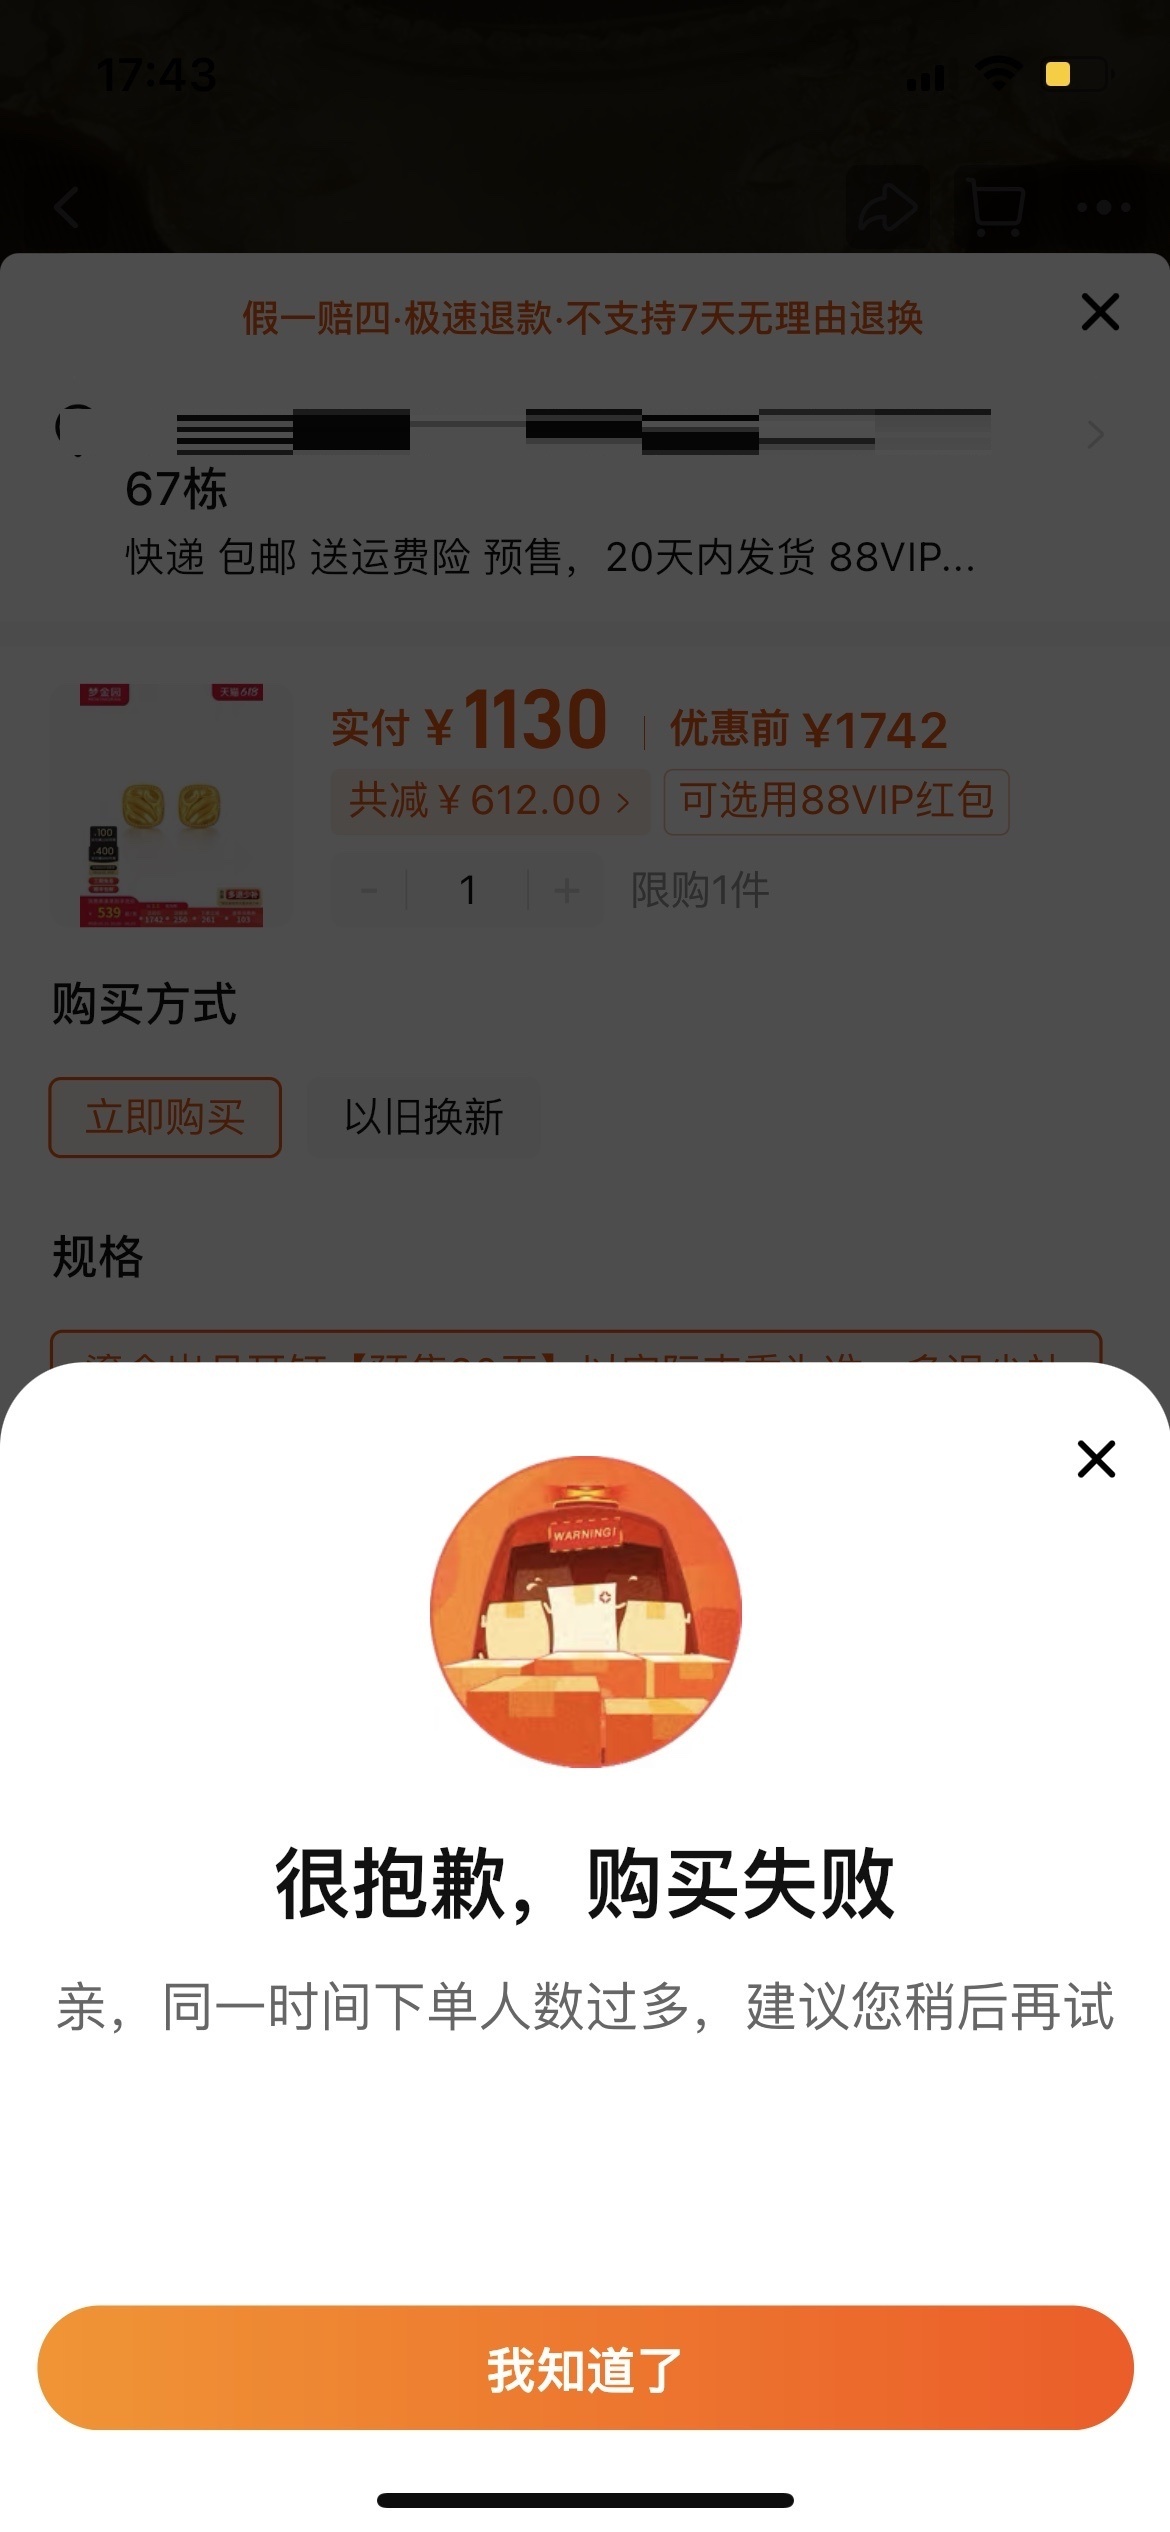 17:43
假一赔四·极速退款·不支持7天无理由退换
67栋
快递 包邮 送运费险 预售，20天内发货 88VIP...
梦金园
天猫618
.100
.400
539
实付 ¥1130 优惠前 ¥1742
共减 ¥612.00 > 可选用88VIP红包
- 1 + 限购1件
购买方式
立即购买 以旧换新
规格
WARNING!
很抱歉，购买失败
亲，同一时间下单人数过多，建议您稍后再试
我知道了